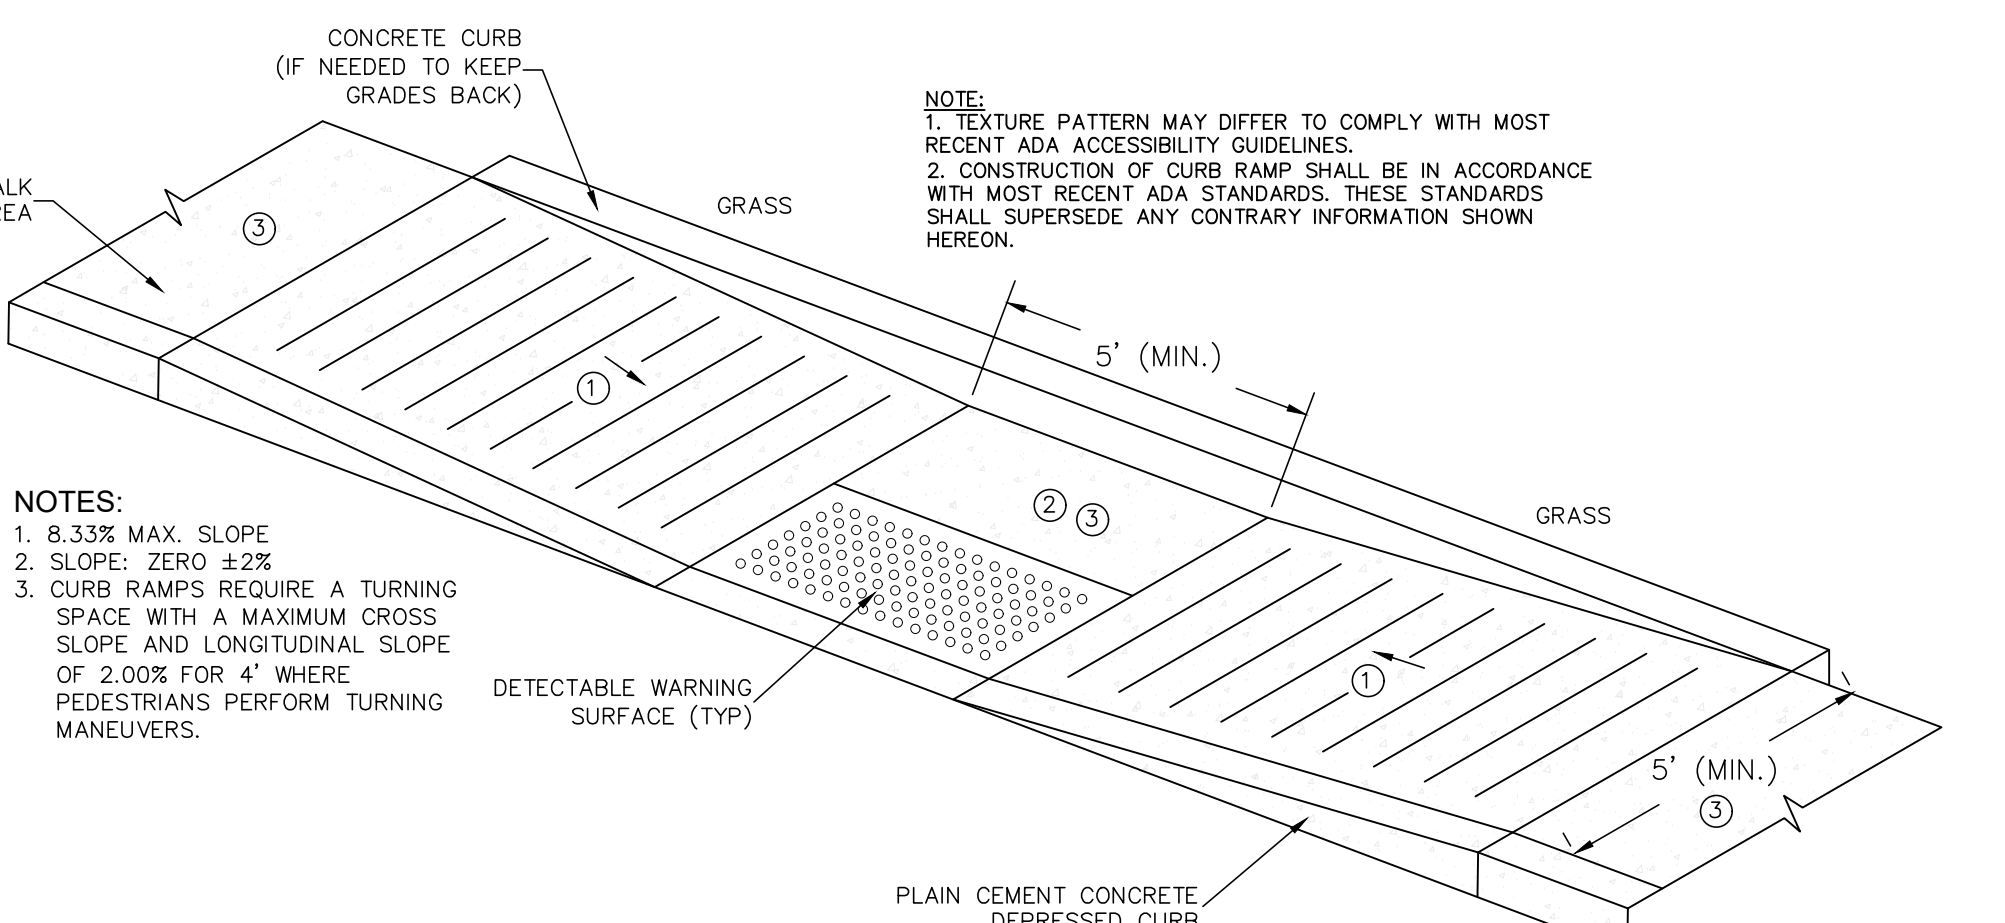 CONCRETE CURB
(IF NEEDED TO KEEP
GRADES BACK)
NOTE:
1. TEXTURE PATTERN MAY DIFFER TO COMPLY WITH MOST
RECENT ADA ACCESSIBILITY GUIDELINES.
2. CONSTRUCTION OF CURB RAMP SHALL BE IN ACCORDANCE
WITH MOST RECENT ADA STANDARDS. THESE STANDARDS
SHALL SUPERSEDE ANY CONTRARY INFORMATION SHOWN
HEREON.
ALK
REA
3
GRASS
5' (MIN.)
1
NOTES:
1. 8.33% MAX. SLOPE
2. SLOPE: ZERO ±2%
3. CURB RAMPS REQUIRE A TURNING
SPACE WITH A MAXIMUM CROSS
SLOPE AND LONGITUDINAL SLOPE
OF 2.00% FOR 4' WHERE
PEDESTRIANS PERFORM TURNING
MANEUVERS.
2
3
GRASS
DETECTABLE WARNING
SURFACE (TYP)
1
5' (MIN.)
3
PLAIN CEMENT CONCRETE
DEPRESSED CURB